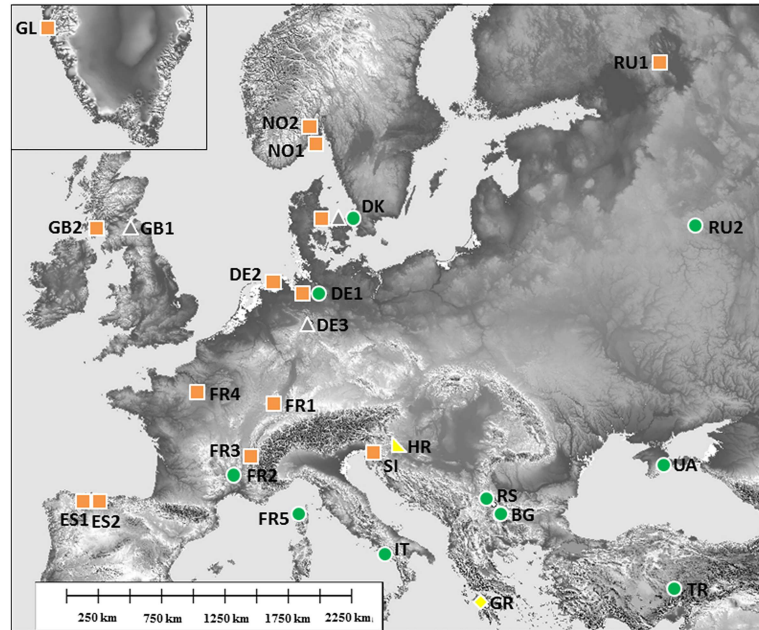 GL
RU1
NO2
NO1
DK
GB2
GB1
RU2
DE2
DE1
DE3
FR4
FR1
FR3
HR
SI
FR2
UA
ES1
ES2
RS
FR5
BG
IT
TR
GR
250 km
750 km
1250 km
1500 km
2250 km